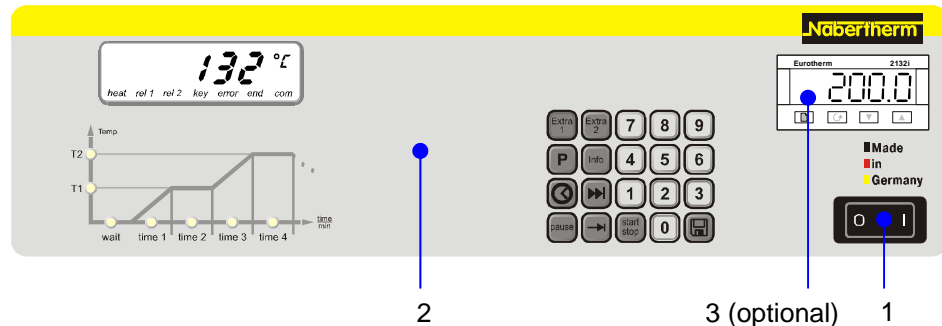 Nabertherm
132 °C
heat rel 1 rel 2 key error end com
Eurotherm 2132i
200.0
Made
in
Germany
O I
Temp.
T2
T1
wait time 1 time 2 time 3 time 4
time
min
Extra 1 Extra 2 7 8 9
P Info 4 5 6
1 2 3
pause start stop 0
2 3 (optional) 1